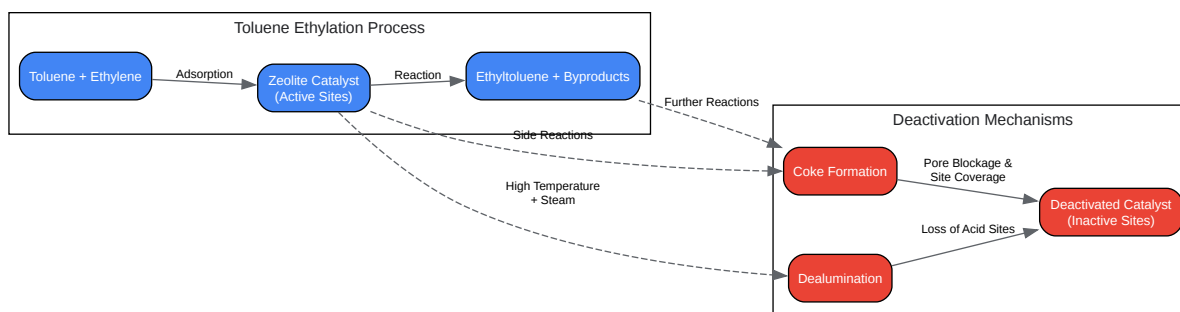 Toluene Ethylation Process
Toluene + Ethylene
Adsorption
Zeolite Catalyst
(Active Sites)
Reaction
Ethyltoluene + Byproducts
Further Reactions
Side Reactions
High Temperature
+ Steam
Deactivation Mechanisms
Coke Formation
Pore Blockage &
Site Coverage
Deactivated Catalyst
(Inactive Sites)
Loss of Acid Sites
Dealumination